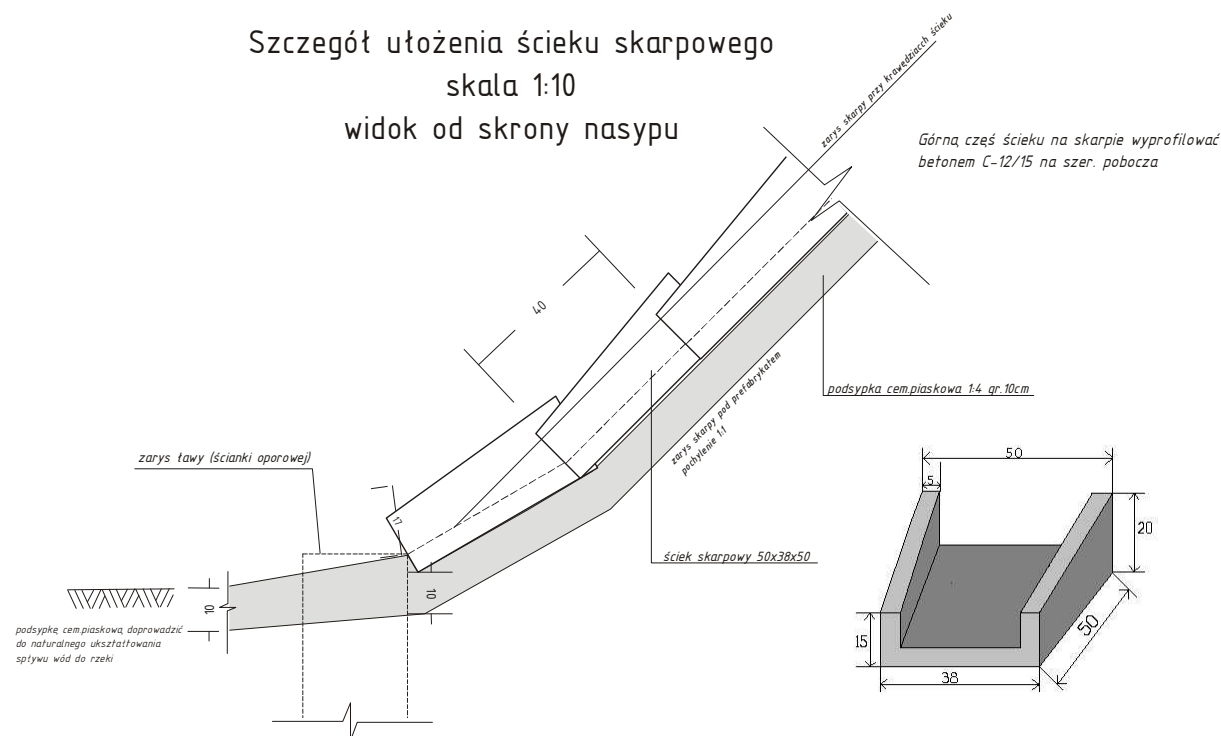 Szczegół ułożenia ścieku skarpowego
skala 1:10
widok od skrony nasypu
zarys skarpy przy krawędziacch ścieku
Górną częś ścieku na skarpie wyprofilować
betonem C-12/15 na szer. pobocza
40
podsypka cem.piaskowa 1:4 gr.10cm
zarys skarpy pod prefabrykatem
pochylenie 1:1
zarys ławy (ścianki oporowej)
17
ściek skarpowy 50x38x50
10
10
podsypkę cem.piaskową doprowadzić
do naturalnego ukształtowania
spływu wód do rzeki
50
5
20
15
50
38